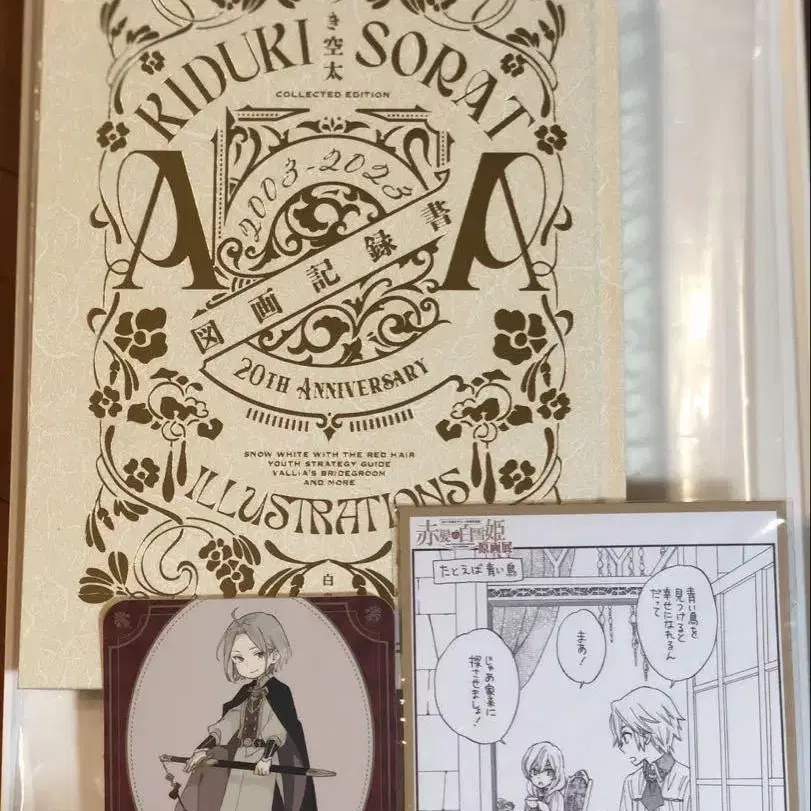 き空太
AKIDUKI SORATA
COLLECTED EDITION
2003-2023
図画記録書
20TH ANNIVERSARY
SNOW WHITE WITH THE RED HAIR
YOUTH STRATEGY GUIDE
VALLIA'S BRIDEGROOM
AND MORE
ILLUSTRATIONS
白
赤髪の白雪姫
原画展
たとえば青い鳥
青い鳥を
見つけると
幸せになれるん
だって
まあ!
じゃあ家来に
探させましょ!